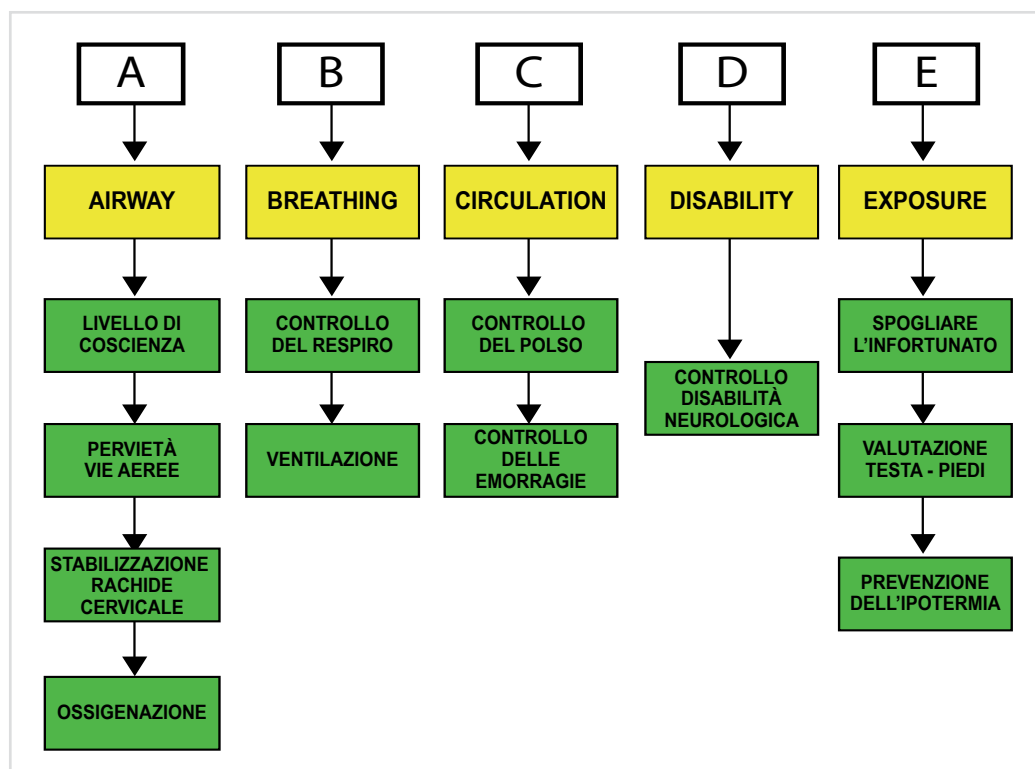 A
B
C
D
E
AIRWAY
BREATHING
CIRCULATION
DISABILITY
EXPOSURE
LIVELLO DI
COSCIENZA
CONTROLLO
DEL RESPIRO
CONTROLLO
DEL POLSO
CONTROLLO
DISABILITÀ
NEUROLOGICA
SPOGLIARE
L’INFORTUNATO
PERVIETÀ
VIE AEREE
VENTILAZIONE
CONTROLLO
DELLE
EMORRAGIE
VALUTAZIONE
TESTA - PIEDI
STABILIZZAZIONE
RACHIDE
CERVICALE
PREVENZIONE
DELL’IPOTERMIA
OSSIGENAZIONE